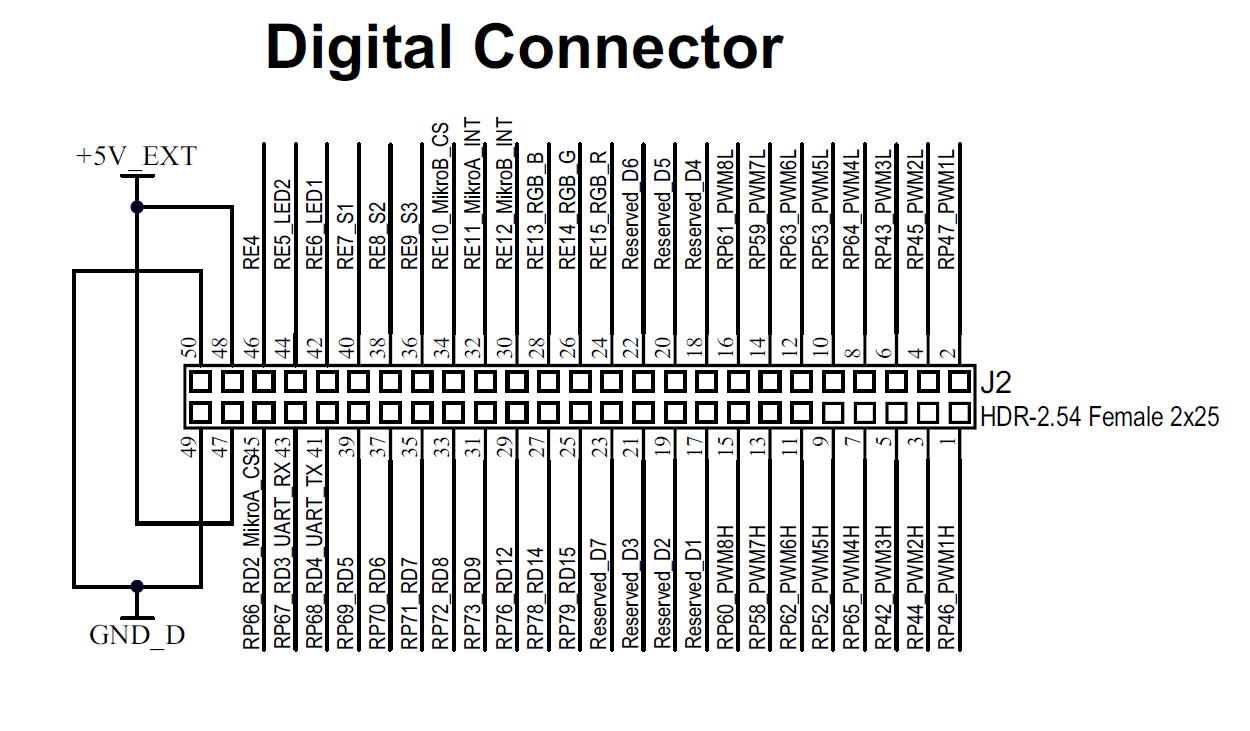 Digital Connector
+5V_EXT
RE4
RE5_LED2
RE6_LED1
RE7_S1
RE8_S2
RE9_S3
RE10_MikroB_CS
RE11_MikroA_INT
RE12_MikroB_INT
RE13_RGB_B
RE14_RGB_G
RE15_RGB_R
Reserved_D6
Reserved_D5
Reserved_D4
RP61_PWM8L
RP59_PWM7L
RP63_PWM6L
RP53_PWM5L
RP64_PWM4L
RP43_PWM3L
RP45_PWM2L
RP47_PWM1L
50 48 46 44 42 40 38 36 34 32 30 28 26 24 22 20 18 16 14 12 10 8 6 4 2
J2
HDR-2.54 Female 2x25
49 47 45 43 41 39 37 35 33 31 29 27 25 23 21 19 17 15 13 11 9 7 5 3 1
RP66_RD2_MikroA_CS
RP67_RD3_UART_RX
RP68_RD4_UART_TX
RP69_RD5
RP70_RD6
RP71_RD7
RP72_RD8
RP73_RD9
RP76_RD12
RP78_RD14
RP79_RD15
Reserved_D7
Reserved_D3
Reserved_D2
Reserved_D1
RP60_PWM8H
RP58_PWM7H
RP62_PWM6H
RP52_PWM5H
RP65_PWM4H
RP42_PWM3H
RP44_PWM2H
RP46_PWM1H
GND_D